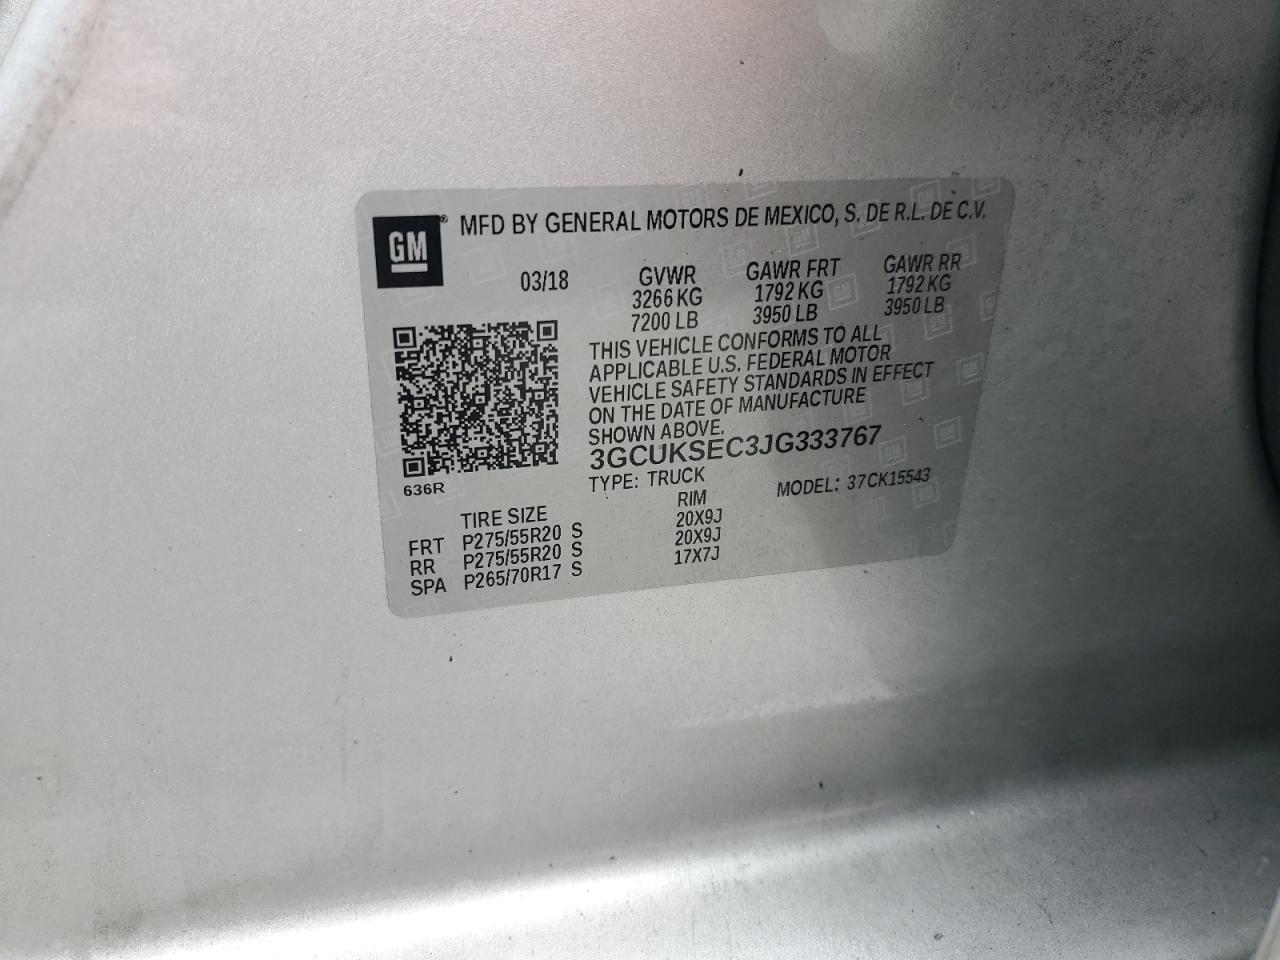 GM ® MFD BY GENERAL MOTORS DE MEXICO, S. DE R.L. DE C.V.
03/18 GVWR GAWR FRT GAWR RR
3266 KG 1792 KG 1792 KG
7200 LB 3950 LB 3950 LB
THIS VEHICLE CONFORMS TO ALL
APPLICABLE U.S. FEDERAL MOTOR
VEHICLE SAFETY STANDARDS IN EFFECT
ON THE DATE OF MANUFACTURE
SHOWN ABOVE.
3GCUKSEC3JG333767
636R
TYPE: TRUCK MODEL: 37CK15543
TIRE SIZE RIM
FRT P275/55R20 S 20X9J
RR P275/55R20 S 20X9J
SPA P265/70R17 S 17X7J